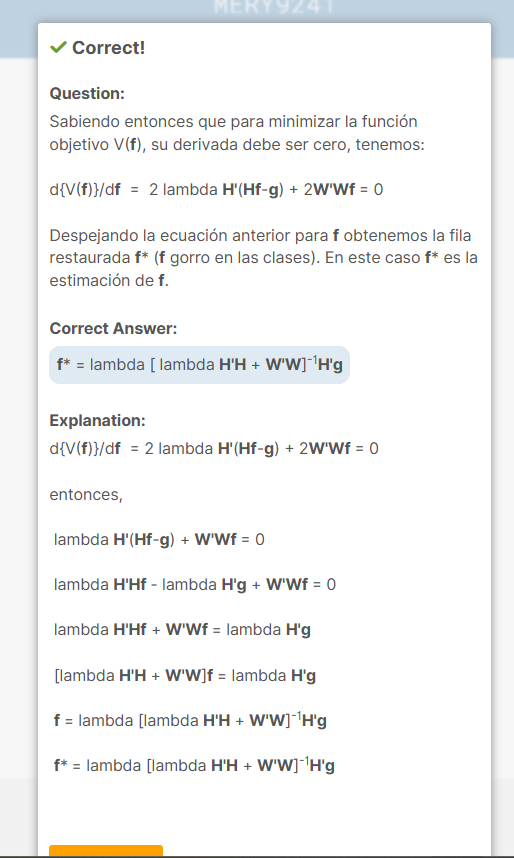 MERY9241
Correct!
Question:
Sabiendo entonces que para minimizar la función
objetivo V(f), su derivada debe ser cero, tenemos:
d{V(f)}/df = 2 lambda H'(Hf-g) + 2W'Wf = 0
Despejando la ecuación anterior para f obtenemos la fila
restaurada f* (f gorro en las clases). En este caso f* es la
estimación de f.
Correct Answer:
f* = lambda [ lambda H'H + W'W]⁻¹H'g
Explanation:
d{V(f)}/df = 2 lambda H'(Hf-g) + 2W'Wf = 0
entonces,
lambda H'(Hf-g) + W'Wf = 0
lambda H'Hf - lambda H'g + W'Wf = 0
lambda H'Hf + W'Wf = lambda H'g
[lambda H'H + W'W]f = lambda H'g
f = lambda [lambda H'H + W'W]⁻¹H'g
f* = lambda [lambda H'H + W'W]⁻¹H'g